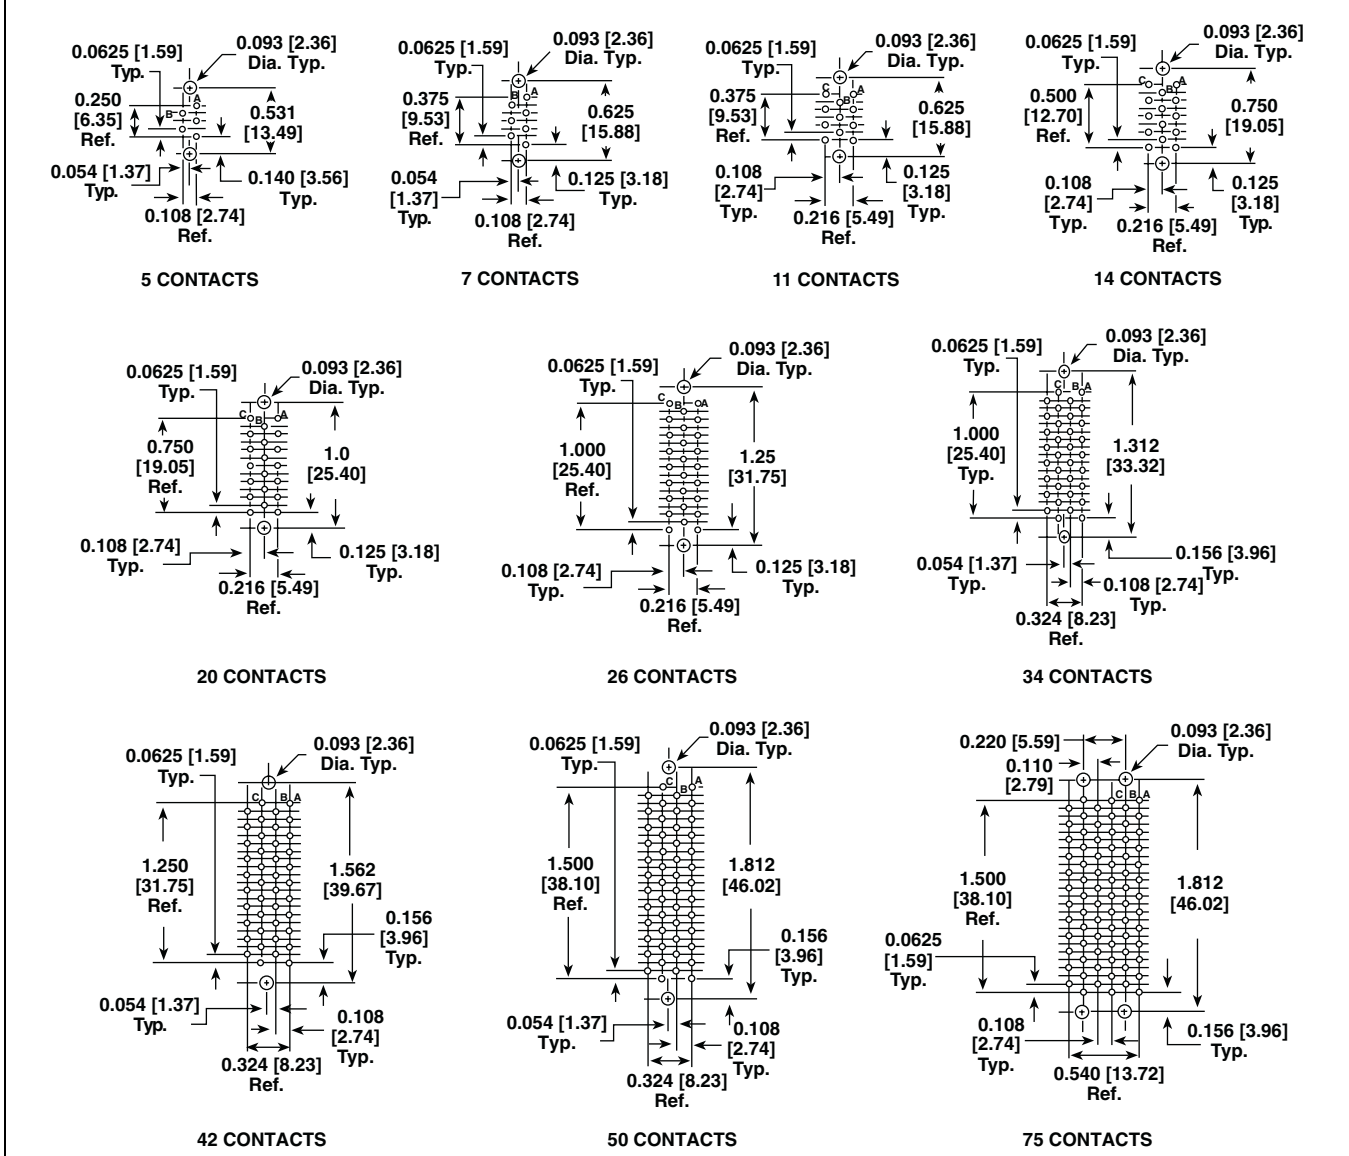 0.0625 [1.59]
Typ.
0.093 [2.36]
Dia. Typ.
A
B
0.250
[6.35]
Ref.
0.531
[13.49]
0.054 [1.37]
Typ.
0.140 [3.56]
Typ.
0.108 [2.74]
Ref.
5 CONTACTS
0.0625 [1.59]
Typ.
0.093 [2.36]
Dia. Typ.
B A
0.375
[9.53]
Ref.
0.625
[15.88]
0.054
[1.37]
Typ.
0.125 [3.18]
Typ.
0.108 [2.74]
Ref.
7 CONTACTS
0.0625 [1.59]
Typ.
0.093 [2.36]
Dia. Typ.
C B A
0.375
[9.53]
Ref.
0.625
[15.88]
0.108
[2.74]
Typ.
0.125
[3.18]
Typ.
0.216 [5.49]
Ref.
11 CONTACTS
0.0625 [1.59]
Typ.
0.093 [2.36]
Dia. Typ.
C B A
0.500
[12.70]
Ref.
0.750
[19.05]
0.108
[2.74]
Typ.
0.125
[3.18]
Typ.
0.216 [5.49]
Ref.
14 CONTACTS
0.0625 [1.59]
Typ.
0.093 [2.36]
Dia. Typ.
C B A
0.750
[19.05]
Ref.
1.0
[25.40]
0.108 [2.74]
Typ.
0.125 [3.18]
Typ.
0.216 [5.49]
Ref.
20 CONTACTS
0.0625 [1.59]
Typ.
0.093 [2.36]
Dia. Typ.
C B A
1.000
[25.40]
Ref.
1.25
[31.75]
0.108 [2.74]
Typ.
0.125 [3.18]
Typ.
0.216 [5.49]
Ref.
26 CONTACTS
0.0625 [1.59]
Typ.
0.093 [2.36]
Dia. Typ.
C B A
1.000
[25.40]
Typ.
1.312
[33.32]
0.156 [3.96]
Typ.
0.054 [1.37]
Typ.
0.108 [2.74]
Typ.
0.324 [8.23]
Ref.
34 CONTACTS
0.0625 [1.59]
Typ.
0.093 [2.36]
Dia. Typ.
C B A
1.250
[31.75]
Ref.
1.562
[39.67]
0.156
[3.96]
Typ.
0.054 [1.37]
Typ.
0.108
[2.74]
Typ.
0.324 [8.23]
Ref.
42 CONTACTS
0.0625 [1.59]
Typ.
0.093 [2.36]
Dia. Typ.
C B A
1.500
[38.10]
Ref.
1.812
[46.02]
0.156
[3.96]
Typ.
0.054 [1.37]
Typ.
0.108
[2.74]
Typ.
0.324 [8.23]
Ref.
50 CONTACTS
0.220 [5.59]
0.110
[2.79]
0.093 [2.36]
Dia. Typ.
C B A
1.500
[38.10]
Ref.
1.812
[46.02]
0.0625
[1.59]
Typ.
0.108
[2.74]
Typ.
0.156 [3.96]
Typ.
0.540 [13.72]
Ref.
75 CONTACTS